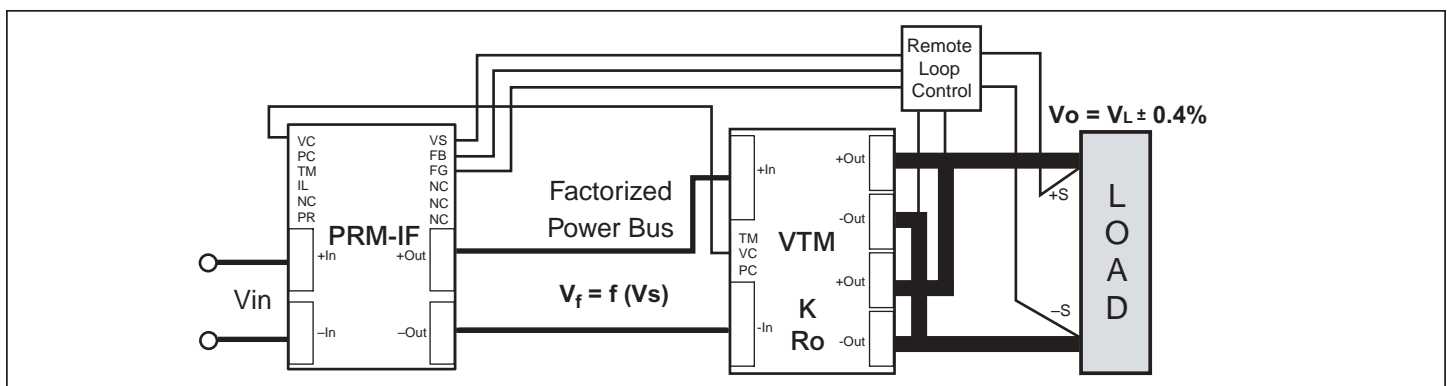 Remote
Loop
Control
Vo = VL ± 0.4%
VC
PC
TM
IL
NC
PR
VS
FB
FG
NC
NC
NC
PRM-IF
+In
–In
+Out
–Out
Vin
Factorized
Power Bus
Vf = f (Vs)
+In
TM
VC
PC
-In
VTM
K
Ro
+Out
-Out
+Out
-Out
+S
–S
L
O
A
D